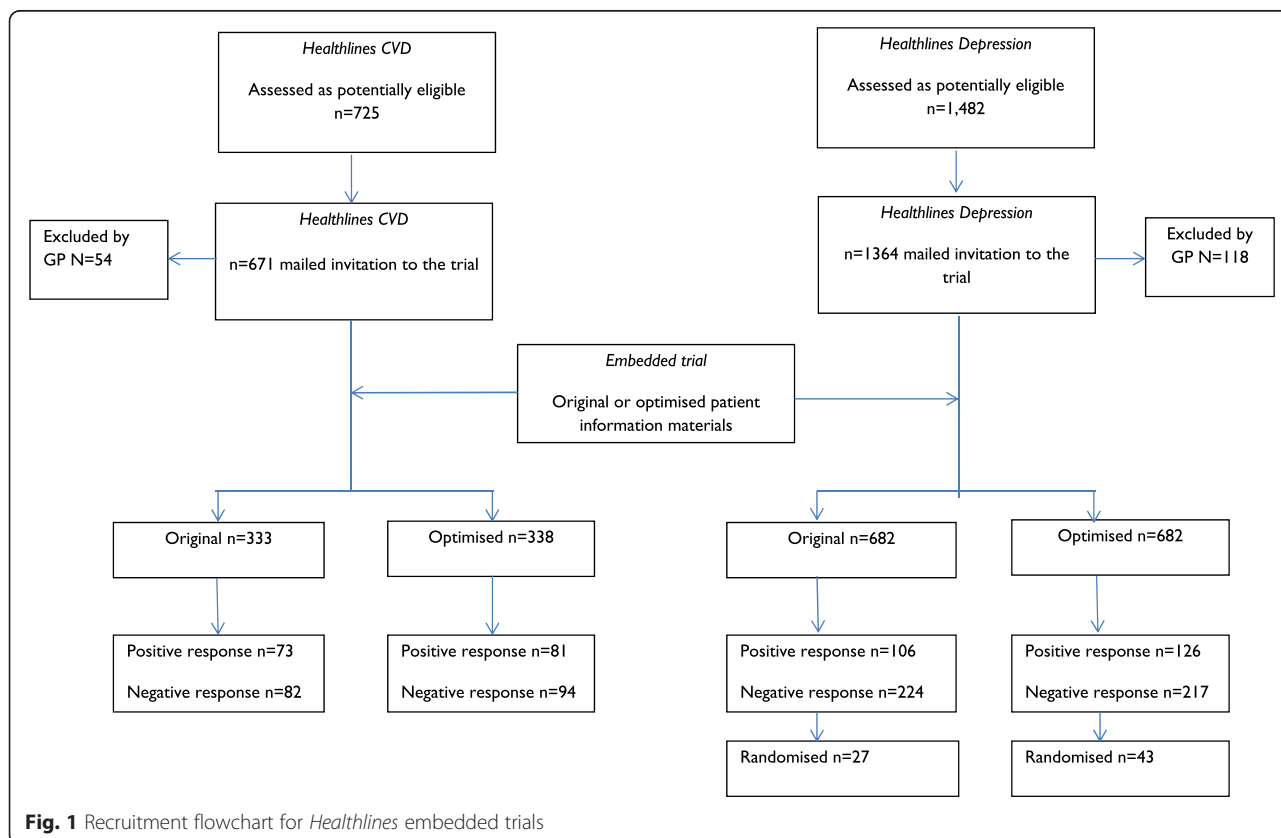 Healthlines CVD
Assessed as potentially eligible
n=725
Healthlines Depression
Assessed as potentially eligible
n=1,482
Excluded by
GP N=54
Healthlines CVD
n=671 mailed invitation to the trial
Healthlines Depression
n=1364 mailed invitation to the
trial
Excluded by
GP N=118
Embedded trial
Original or optimised patient
information materials
Original n=333
Optimised n=338
Original n=682
Optimised n=682
Positive response n=73
Negative response n=82
Positive response n=81
Negative response n=94
Positive response n=106
Negative response n=224
Positive response n=126
Negative response n=217
Randomised n=27
Randomised n=43
Fig. 1 Recruitment flowchart for Healthlines embedded trials